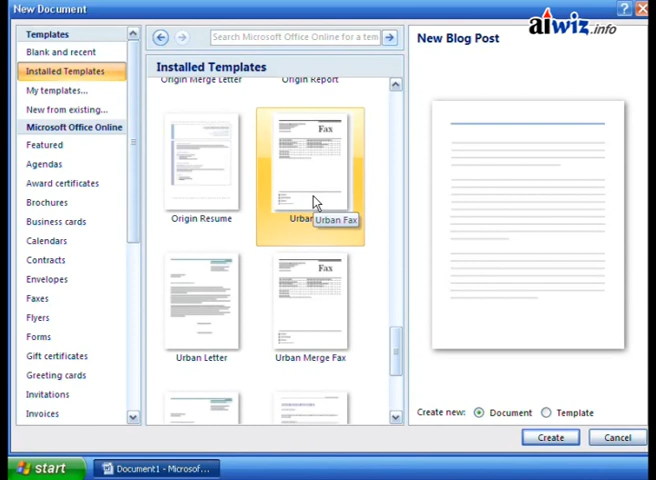 New Document
aiwiz.info
Templates
Blank and recent
Installed Templates
My templates...
New from existing...
Microsoft Office Online
Featured
Agendas
Award certificates
Brochures
Business cards
Calendars
Contracts
Envelopes
Faxes
Flyers
Forms
Gift certificates
Greeting cards
Invitations
Invoices
Search Microsoft Office Online for a tem
Installed Templates
Origin Merge Letter
Origin Report
Fax
Origin Resume
Urban
Urban Fax
Fax
Urban Letter
Urban Merge Fax
New Blog Post
Create new:
Document
Template
Create
Cancel
start
Document1 - Microsof...